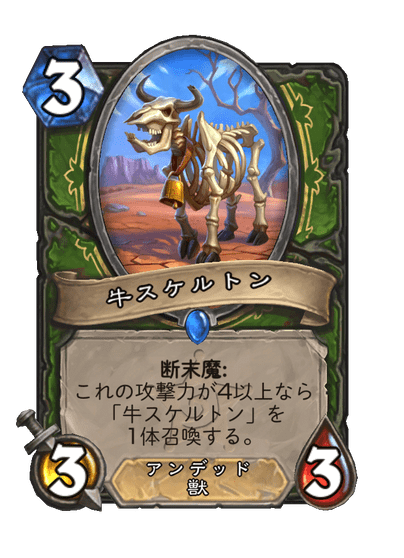 3
牛スケルトン
断末魔:
これの攻撃力が4以上なら
「牛スケルトン」を
1体召喚する。
アンデッド
獣
3
3